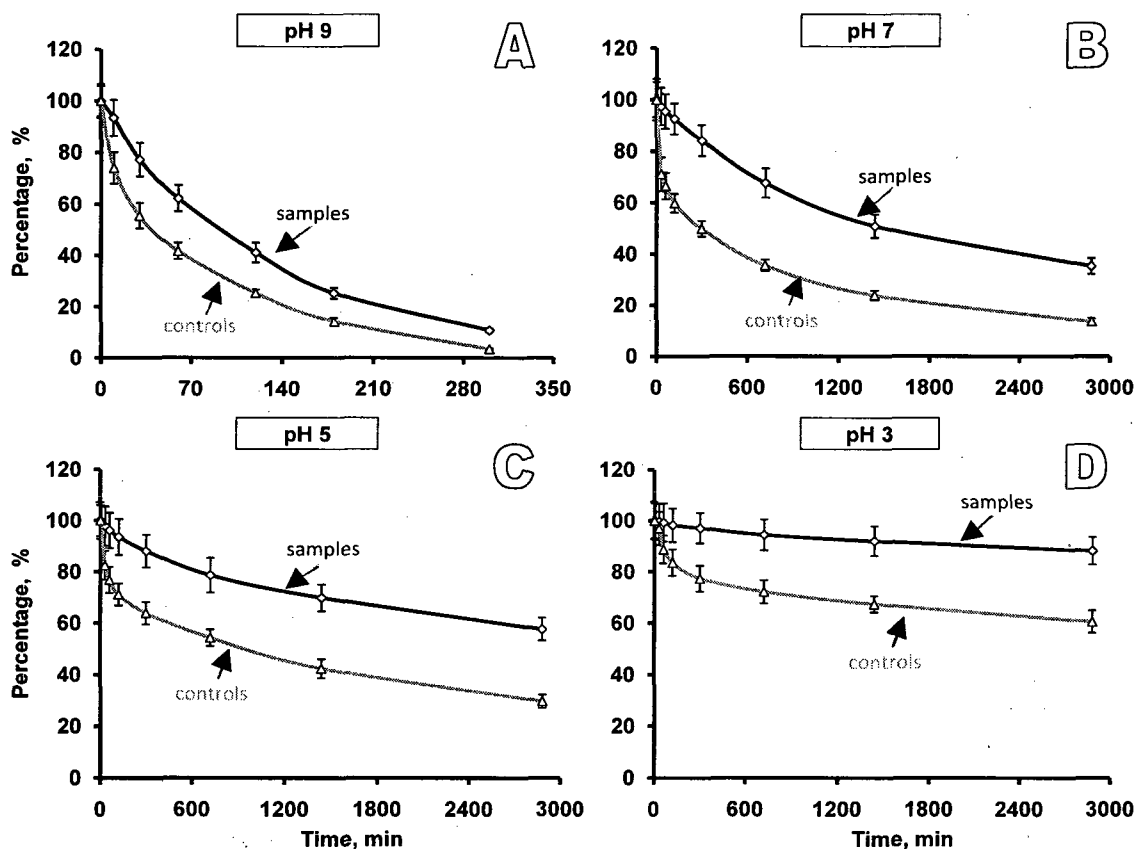 pH 9
A
120
100
80
60
40
20
0
Percentage, %
samples
controls
0 70 140 210 280 350
pH 7
B
120
100
80
60
40
20
0
samples
controls
0 600 1200 1800 2400 3000
pH 5
C
120
100
80
60
40
20
0
Percentage, %
samples
controls
0 600 1200 1800 2400 3000
Time, min
pH 3
D
120
100
80
60
40
20
0
samples
controls
0 600 1200 1800 2400 3000
Time, min